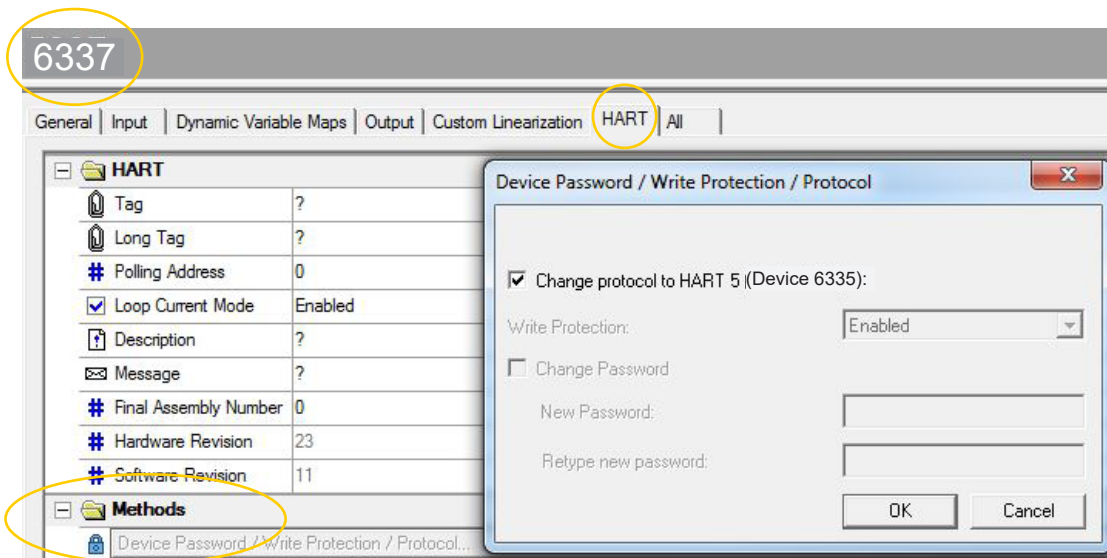 6337
General Input Dynamic Variable Maps Output Custom Linearization HART All
HART
Tag ?
Long Tag ?
# Polling Address 0
Loop Current Mode Enabled
Description ?
Message ?
# Final Assembly Number 0
# Hardware Revision 23
# Software Revision 11
Methods
Device Password / Write Protection / Protocol...
Device Password / Write Protection / Protocol
Change protocol to HART 5 (Device 6335):
Write Protection: Enabled
Change Password
New Password:
Retype new password:
OK Cancel